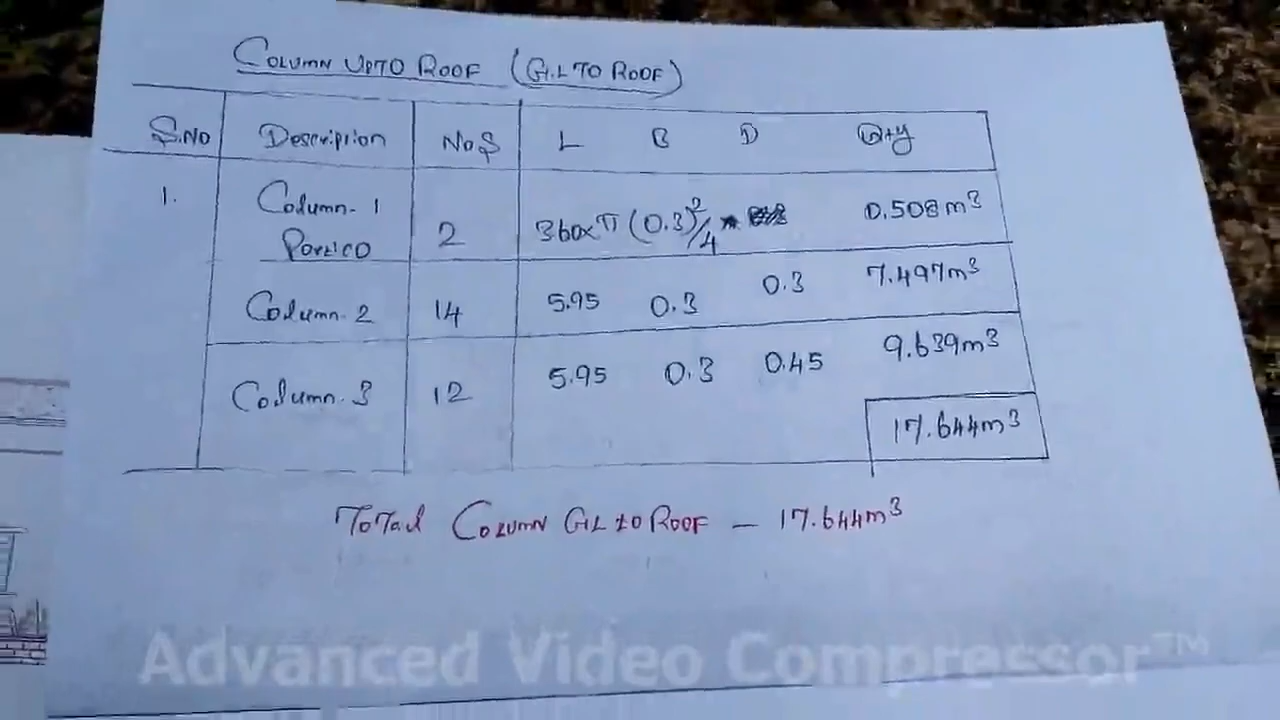 COLUMN UPTO ROOF (G.L TO ROOF)
S.NO Description NoS L B D Qty
1. Column-1 Portico 2 360xπ(0.3)²/4 0.508m³
Column-2 14 5.95 0.3 0.3 7.497m³
Column-3 12 5.95 0.3 0.45 9.639m³
17.644m³
Total Column GL to Roof - 17.644m³
Advanced Video Compressor™